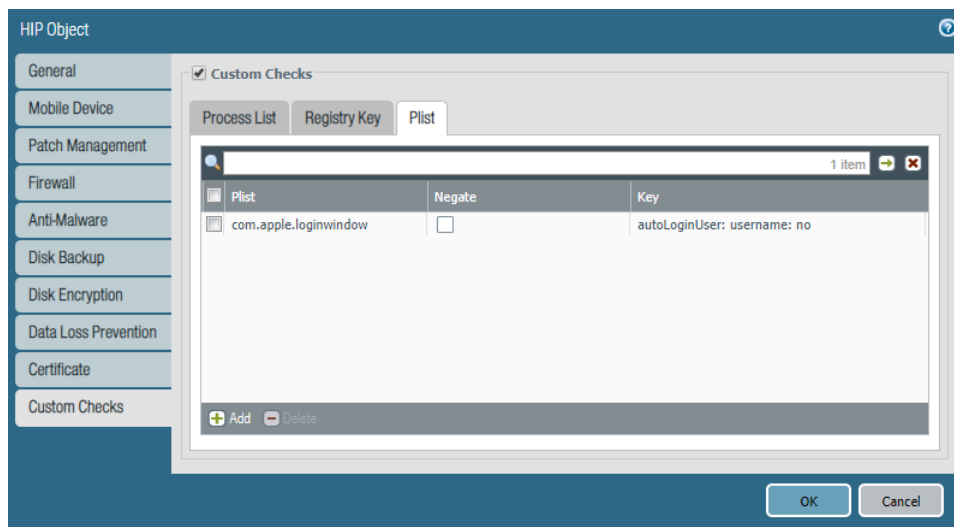 HIP Object
General
Mobile Device
Patch Management
Firewall
Anti-Malware
Disk Backup
Disk Encryption
Data Loss Prevention
Certificate
Custom Checks
Custom Checks
Process List Registry Key Plist
1 item
Plist Negate Key
com.apple.loginwindow autoLoginUser: username: no
Add Delete
OK Cancel